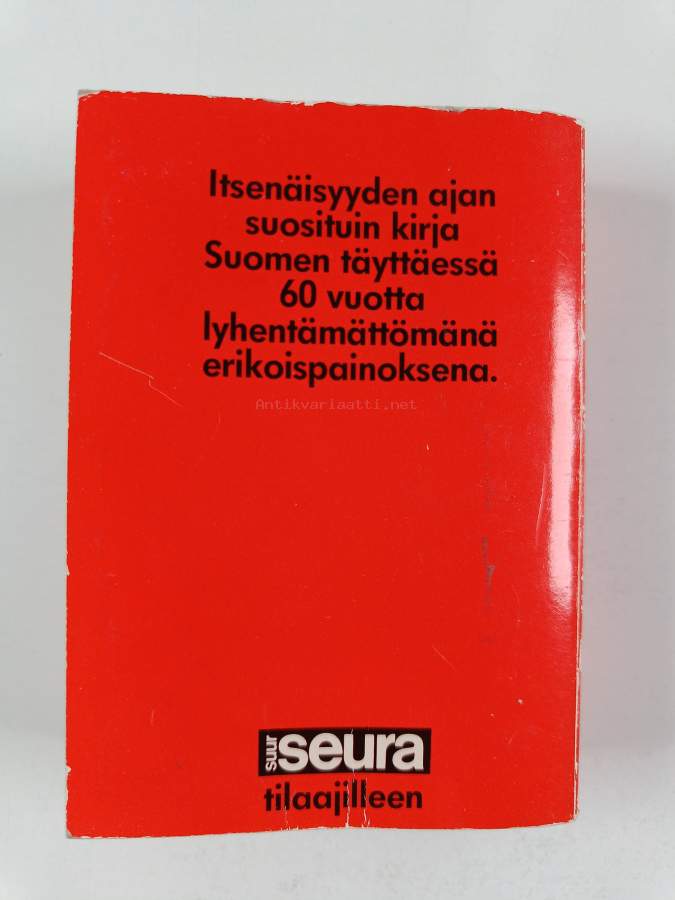 Itsenäisyyden ajan
suosituin kirja
Suomen täyttäessä
60 vuotta
lyhentämättömänä
erikoispainoksena.
Antikvariaatti.net
suur seura
tilaajilleen